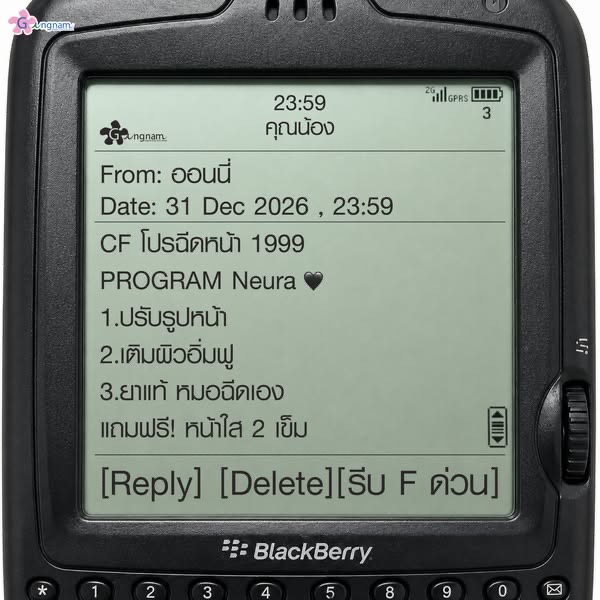 Gangnam
2G
GPRS
23:59
3
คุณน้อง
Gangnam
From: ออนนี่
Date: 31 Dec 2026 , 23:59
CF โปรฉีดหน้า 1999
PROGRAM Neura 🖤
1.ปรับรูปหน้า
2.เติมผิวอิ่มฟู
3.ยาแท้ หมอฉีดเอง
แถมฟรี! หน้าใส 2 เข็ม
[Reply] [Delete][รีบ F ด่วน]
BlackBerry
* 1 2 3 4 5 6 7 8 9 0